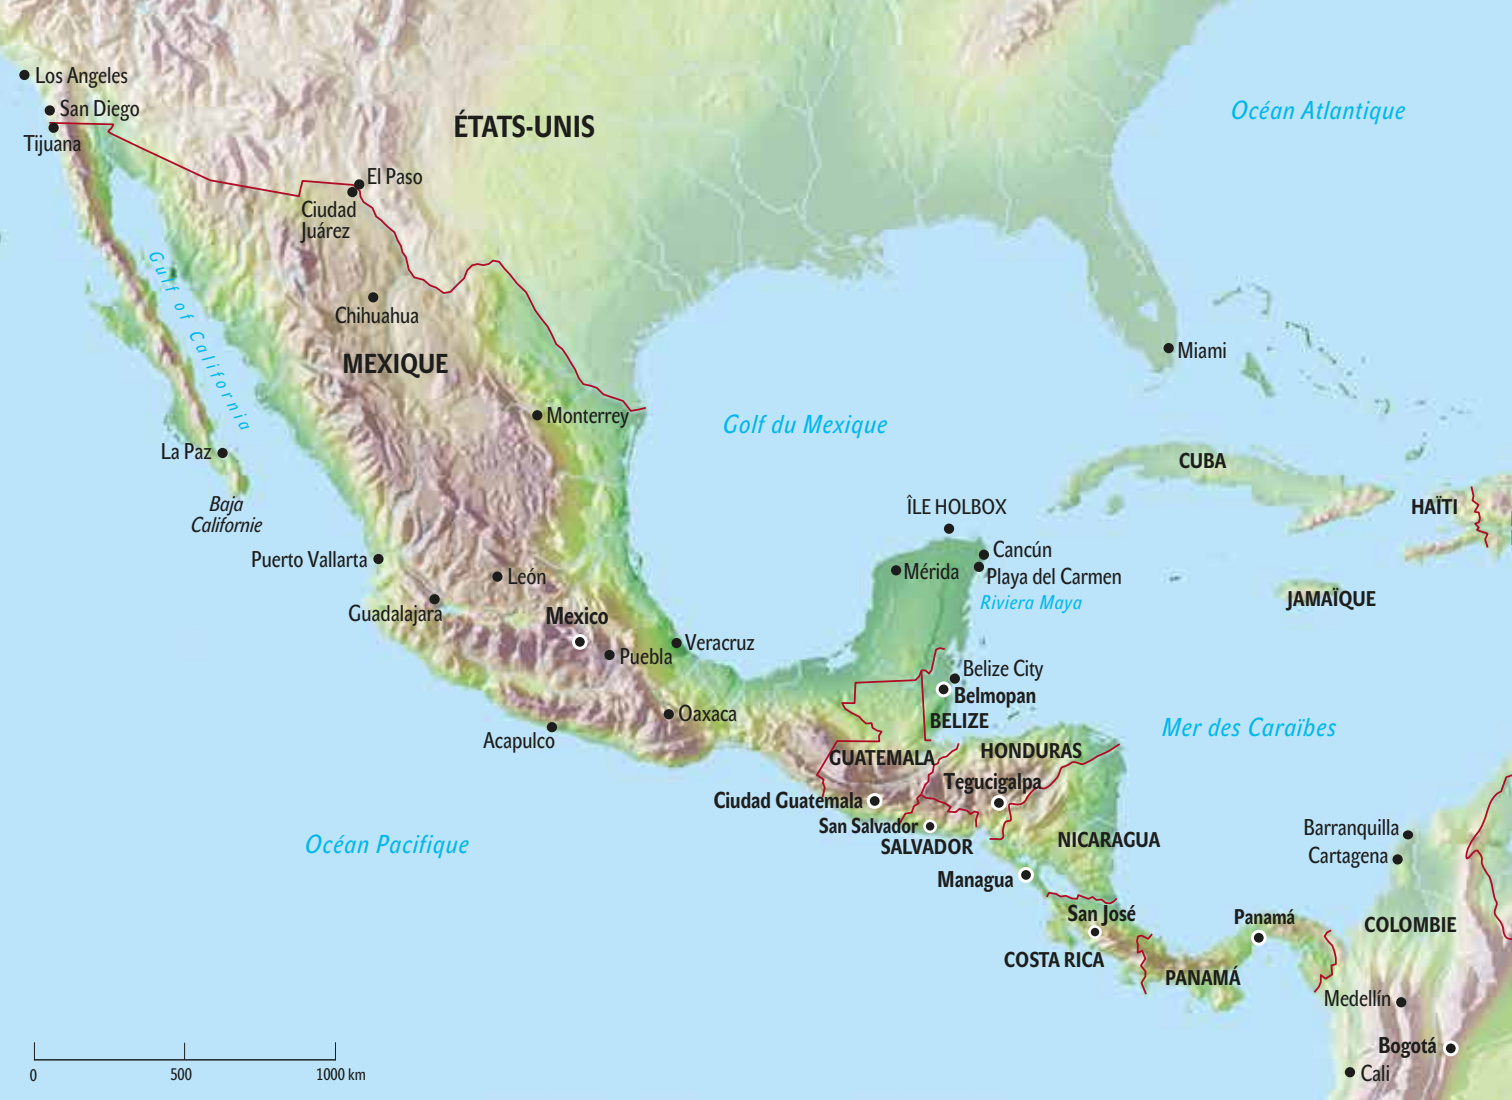 Los Angeles
San Diego
Tijuana
ÉTATS-UNIS
Océan Atlantique
El Paso
Ciudad
Juárez
Gulf of California
Chihuahua
MEXIQUE
Miami
Monterrey
Golf du Mexique
La Paz
CUBA
Baja
Californie
ÎLE HOLBOX
HAÏTI
Puerto Vallarta
León
Cancún
Mérida
Playa del Carmen
Riviera Maya
JAMAÏQUE
Guadalajara
Mexico
Veracruz
Puebla
Belize City
Belmopan
BELIZE
Oaxaca
Acapulco
Mer des Caraïbes
GUATEMALA
HONDURAS
Tegucigalpa
Ciudad Guatemala
San Salvador
SALVADOR
NICARAGUA
Océan Pacifique
Barranquilla
Cartagena
Managua
San José
Panamá
COLOMBIE
COSTA RICA
PANAMÁ
Medellín
Bogotá
Cali
0 500 1000 km